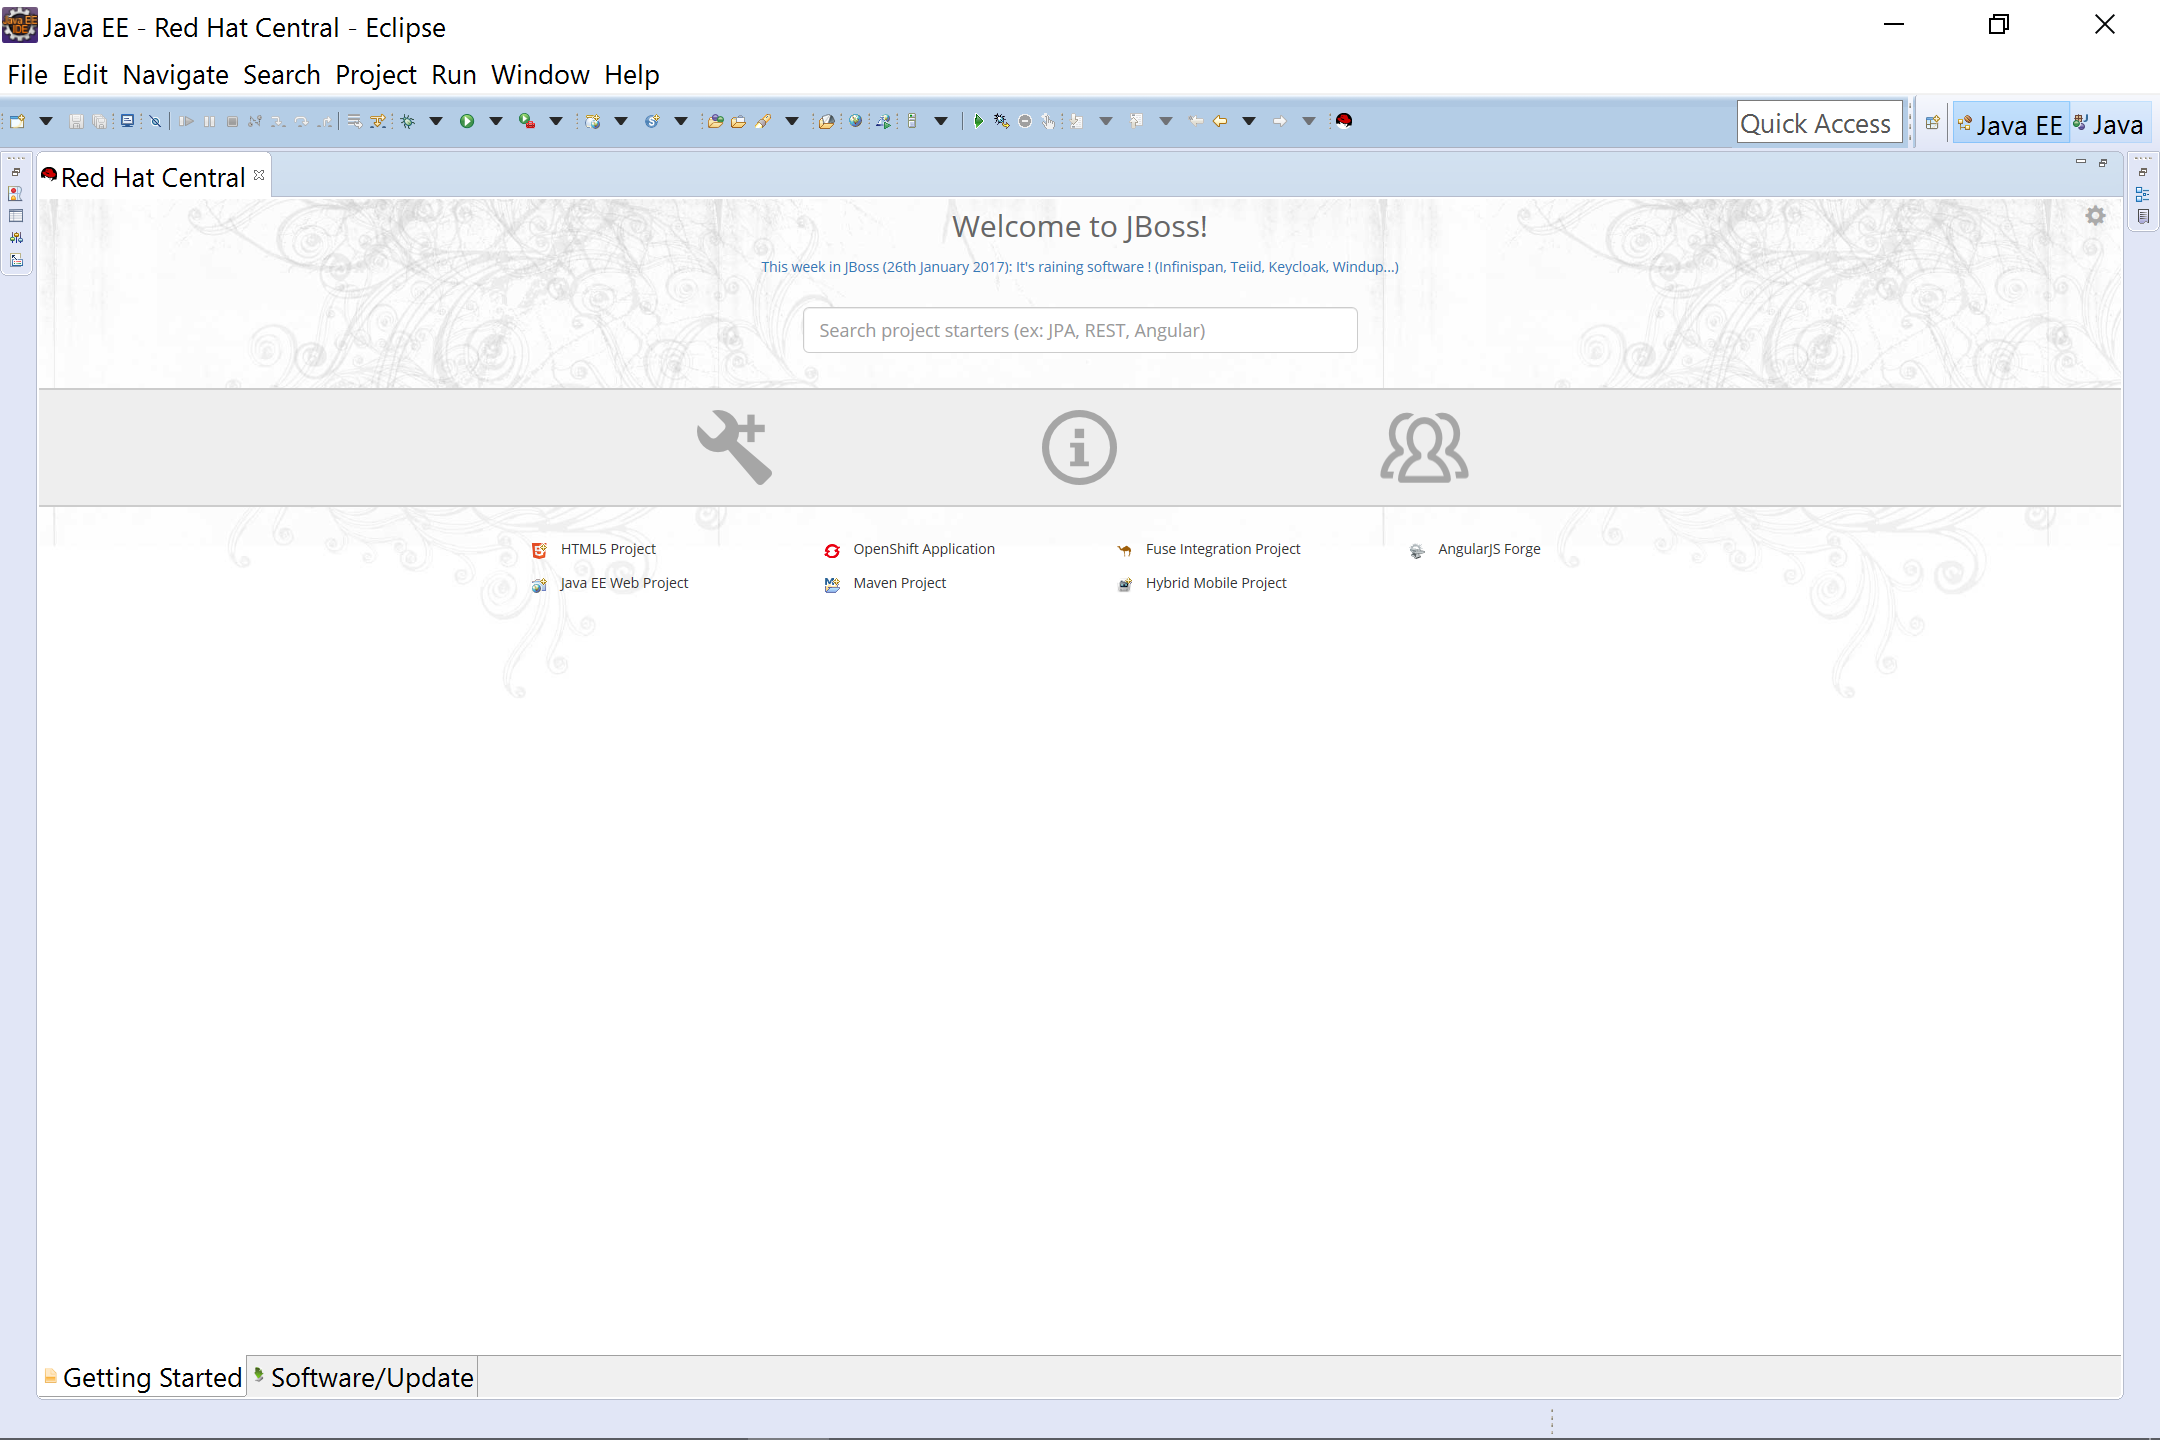 Java EE - Red Hat Central - Eclipse
File Edit Navigate Search Project Run Window Help
Quick Access Java EE Java
Red Hat Central
Welcome to JBoss!
This week in JBoss (26th January 2017): It's raining software ! (Infinispan, Teiid, Keycloak, Windup...)
Search project starters (ex: JPA, REST, Angular)
HTML5 Project OpenShift Application Fuse Integration Project AngularJS Forge
Java EE Web Project Maven Project Hybrid Mobile Project
Getting Started Software/Update